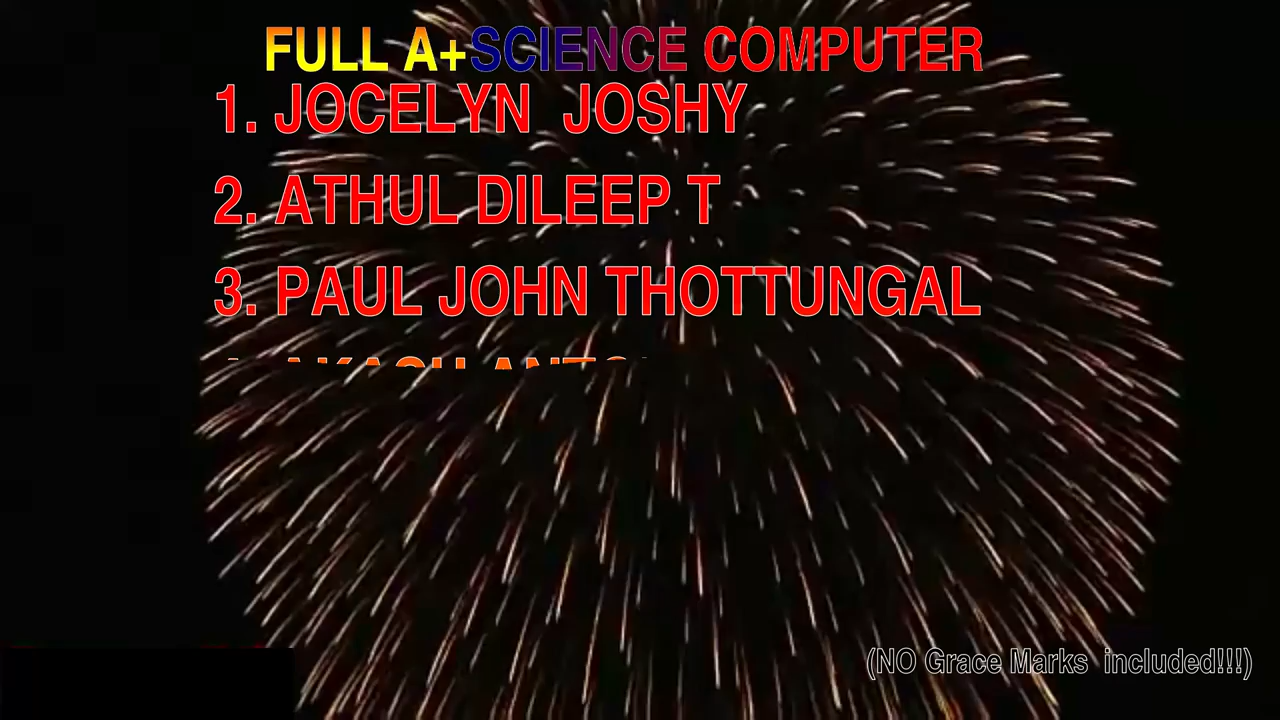 FULL A+ SCIENCE COMPUTER
1. JOCELYN JOSHY
2. ATHUL DILEEP T
3. PAUL JOHN THOTTUNGAL
(NO Grace Marks included!!!)